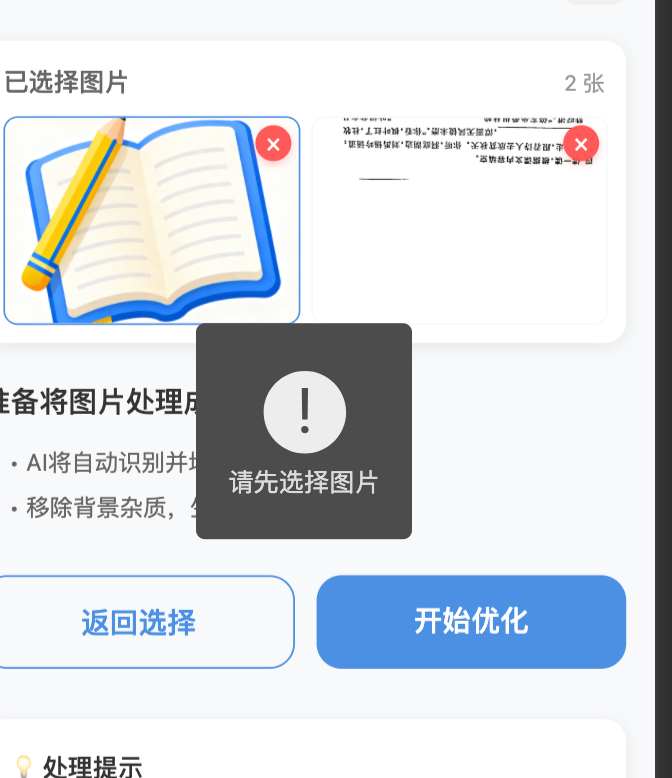 已选择图片
2 张
请先选择图片
准备将图片处理成
• AI将自动识别并
• 移除背景杂质，
返回选择
开始优化
💡 处理提示